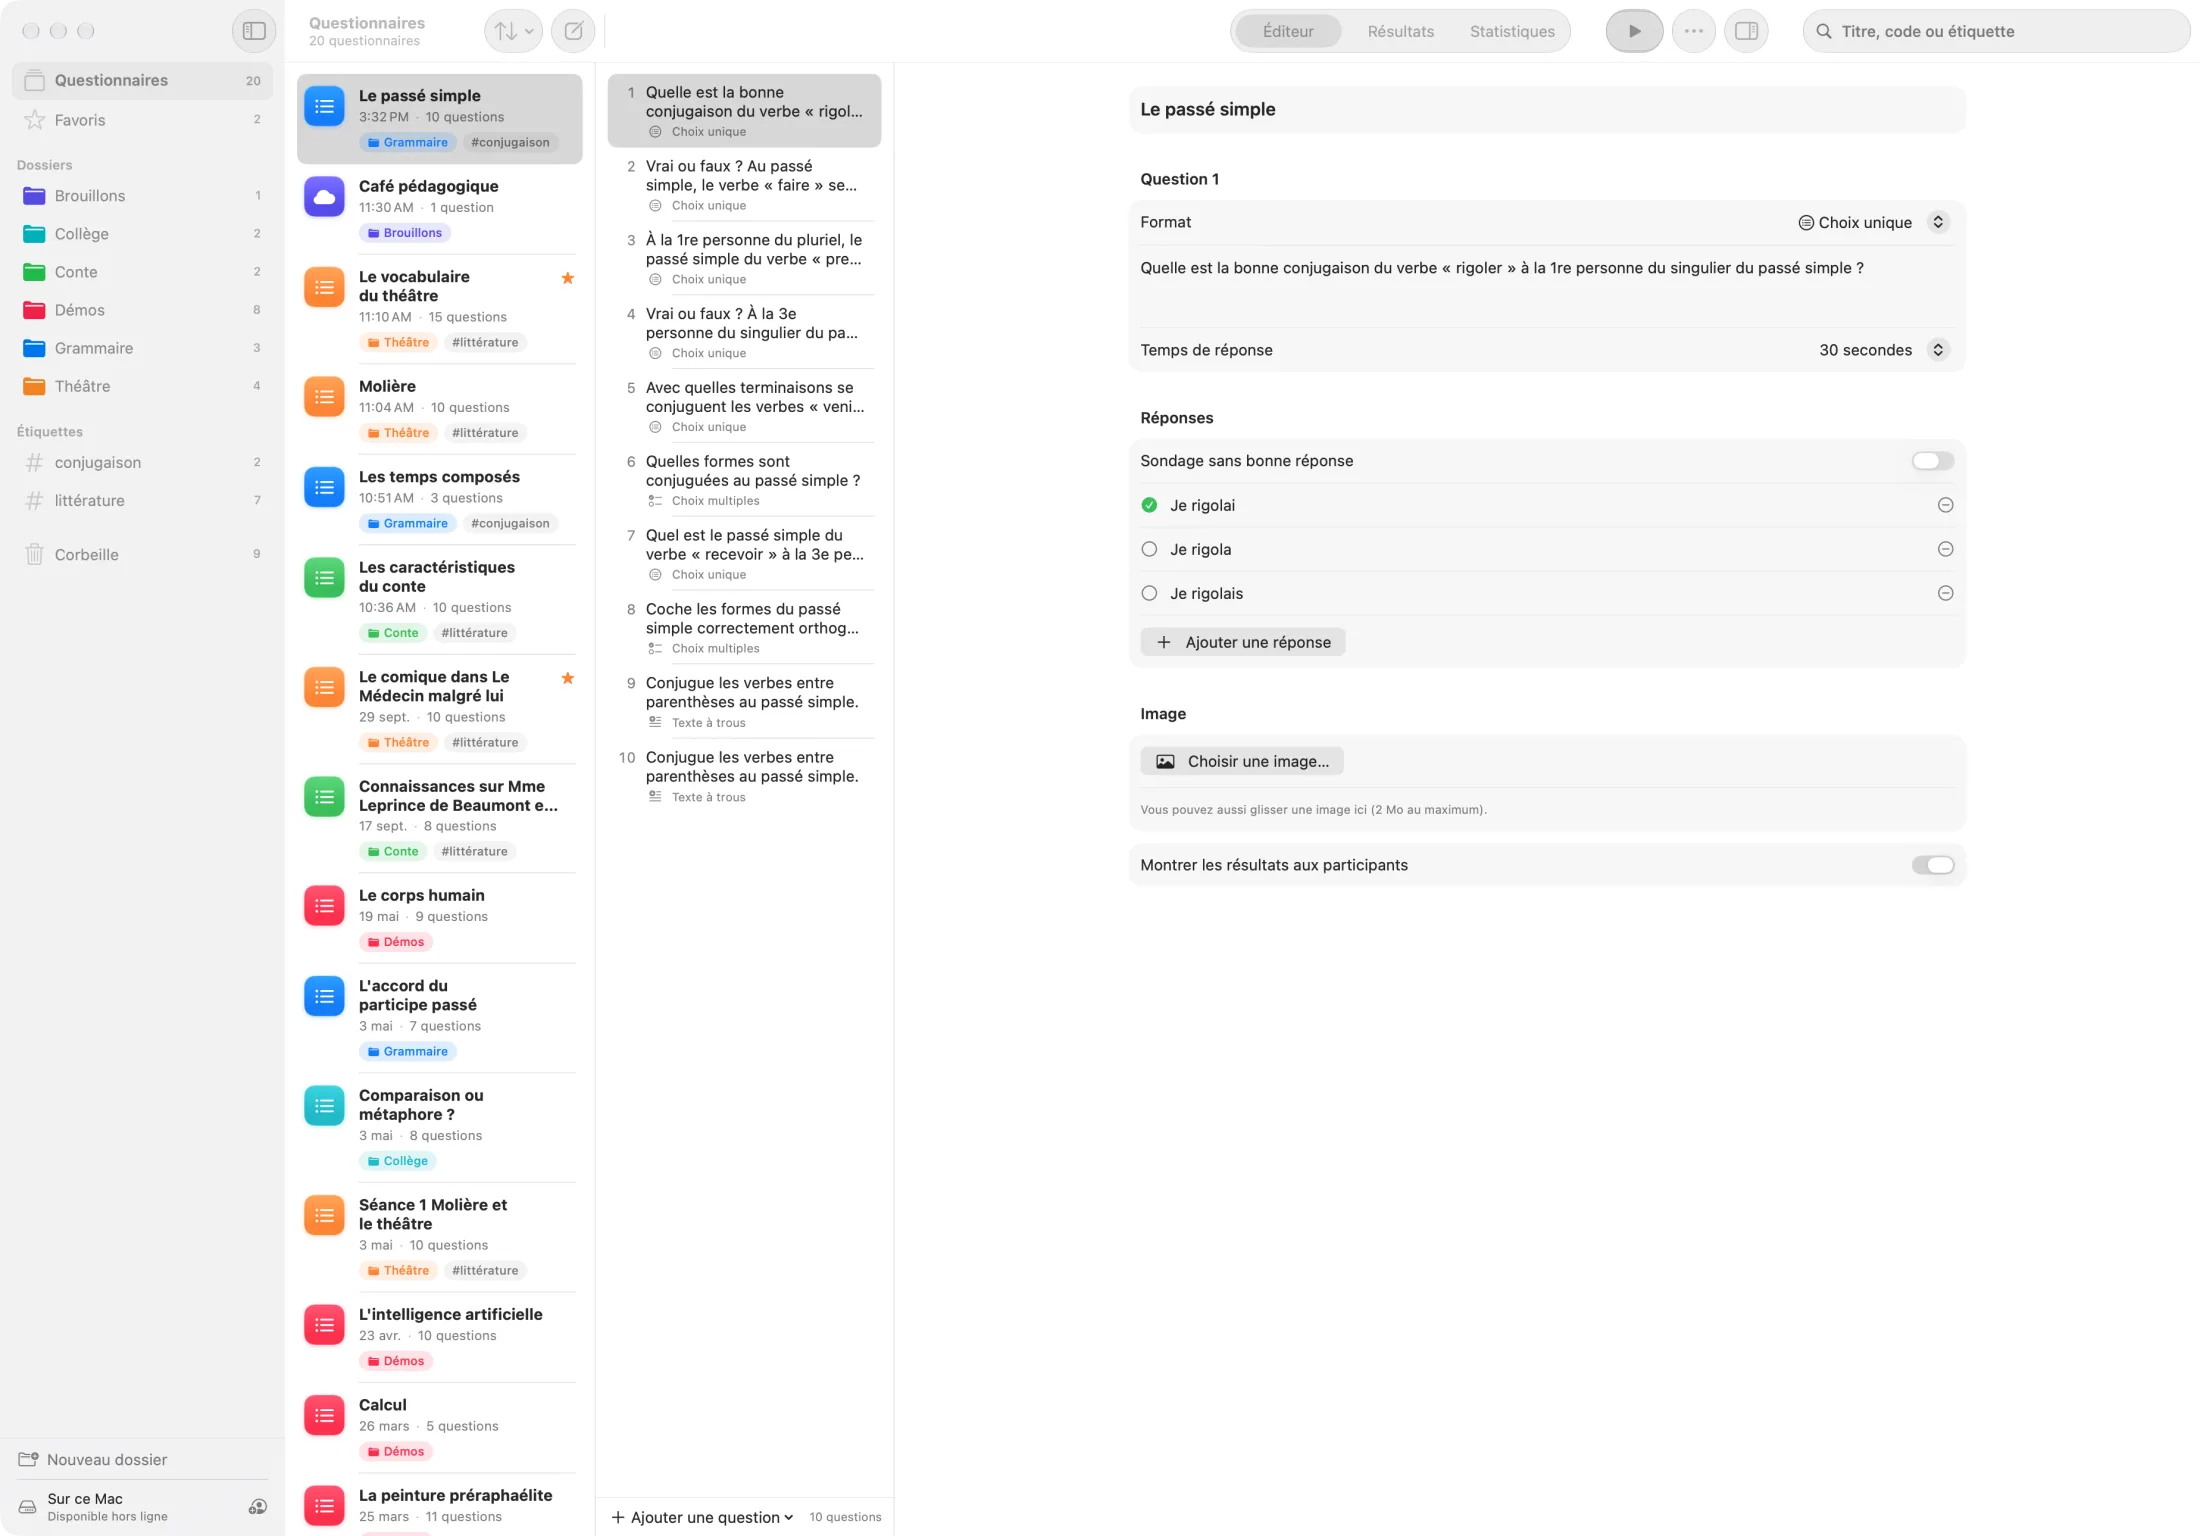 Questionnaires
20
Favoris
2
Dossiers
Brouillons
1
Collège
2
Conte
2
Démos
8
Grammaire
3
Théâtre
4
Étiquettes
conjugaison
2
littérature
7
Corbeille
9
Nouveau dossier
Sur ce Mac
Disponible hors ligne
Questionnaires
20 questionnaires
Le passé simple
3:32 PM · 10 questions
Grammaire #conjugaison
Café pédagogique
11:30 AM · 1 question
Brouillons
Le vocabulaire
du théâtre
11:10 AM · 15 questions
Théâtre #littérature
Molière
11:04 AM · 10 questions
Théâtre #littérature
Les temps composés
10:51 AM · 3 questions
Grammaire #conjugaison
Les caractéristiques
du conte
10:36 AM · 10 questions
Conte #littérature
Le comique dans Le
Médecin malgré lui
29 sept. · 10 questions
Théâtre #littérature
Connaissances sur Mme
Leprince de Beaumont e...
17 sept. · 8 questions
Conte #littérature
Le corps humain
19 mai · 9 questions
Démos
L'accord du
participe passé
3 mai · 7 questions
Grammaire
Comparaison ou
métaphore ?
3 mai · 8 questions
Collège
Séance 1 Molière et
le théâtre
3 mai · 10 questions
Théâtre #littérature
L'intelligence artificielle
23 avr. · 10 questions
Démos
Calcul
26 mars · 5 questions
Démos
La peinture préraphaélite
25 mars · 11 questions
1 Quelle est la bonne
conjugaison du verbe « rigol...
Choix unique
2 Vrai ou faux ? Au passé
simple, le verbe « faire » se...
Choix unique
3 À la 1re personne du pluriel, le
passé simple du verbe « pre...
Choix unique
4 Vrai ou faux ? À la 3e
personne du singulier du pa...
Choix unique
5 Avec quelles terminaisons se
conjuguent les verbes « veni...
Choix unique
6 Quelles formes sont
conjuguées au passé simple ?
Choix multiples
7 Quel est le passé simple du
verbe « recevoir » à la 3e pe...
Choix unique
8 Coche les formes du passé
simple correctement orthog...
Choix multiples
9 Conjugue les verbes entre
parenthèses au passé simple.
Texte à trous
10 Conjugue les verbes entre
parenthèses au passé simple.
Texte à trous
Ajouter une question
10 questions
Éditeur Résultats Statistiques
Titre, code ou étiquette
Le passé simple
Question 1
Format
Choix unique
Quelle est la bonne conjugaison du verbe « rigoler » à la 1re personne du singulier du passé simple ?
Temps de réponse
30 secondes
Réponses
Sondage sans bonne réponse
Je rigolai
Je rigola
Je rigolais
Ajouter une réponse
Image
Choisir une image...
Vous pouvez aussi glisser une image ici (2 Mo au maximum).
Montrer les résultats aux participants